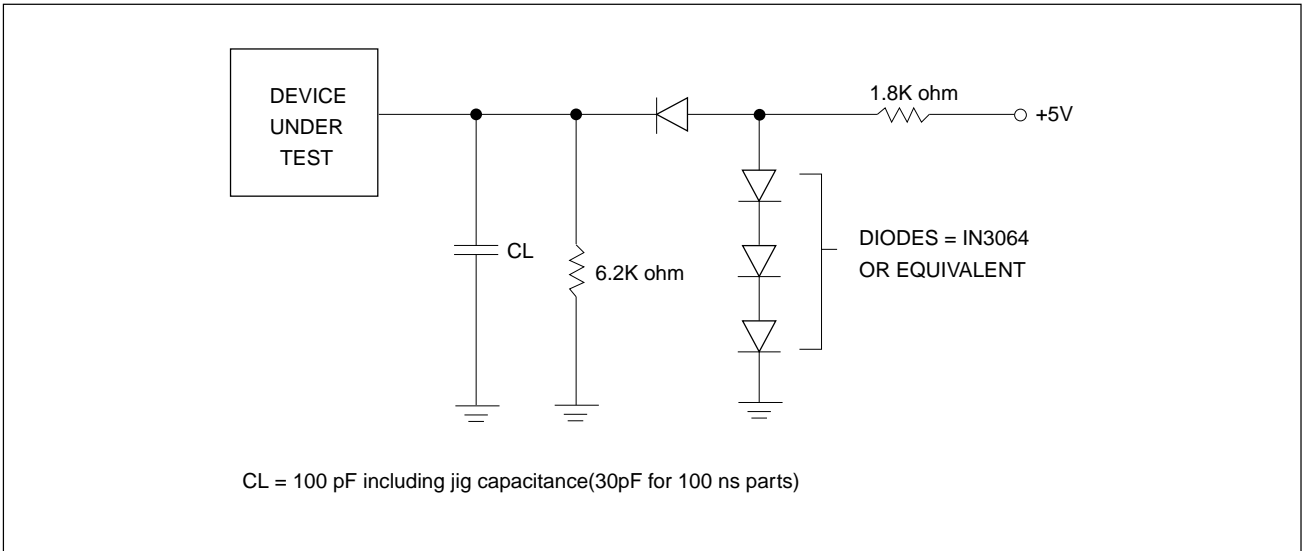 DEVICE
UNDER
TEST
1.8K ohm
+5V
CL
6.2K ohm
DIODES = IN3064
OR EQUIVALENT
CL = 100 pF including jig capacitance(30pF for 100 ns parts)